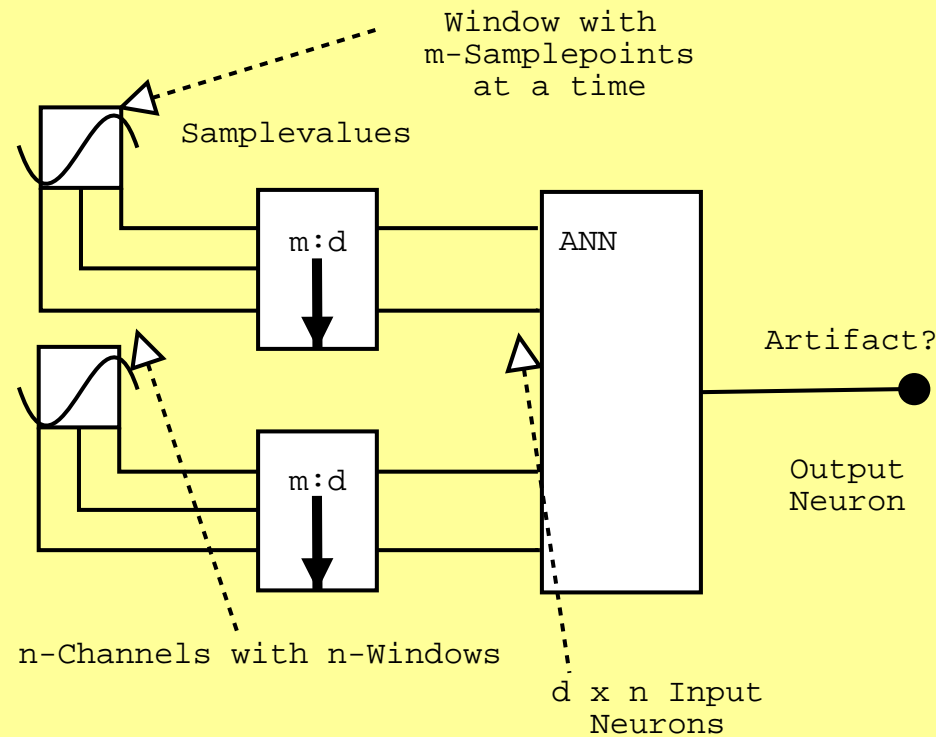 Window with
m-Samplepoints
at a time
Samplevalues
m:d
ANN
Artifact?
m:d
Output
Neuron
n-Channels with n-Windows
d x n Input
Neurons